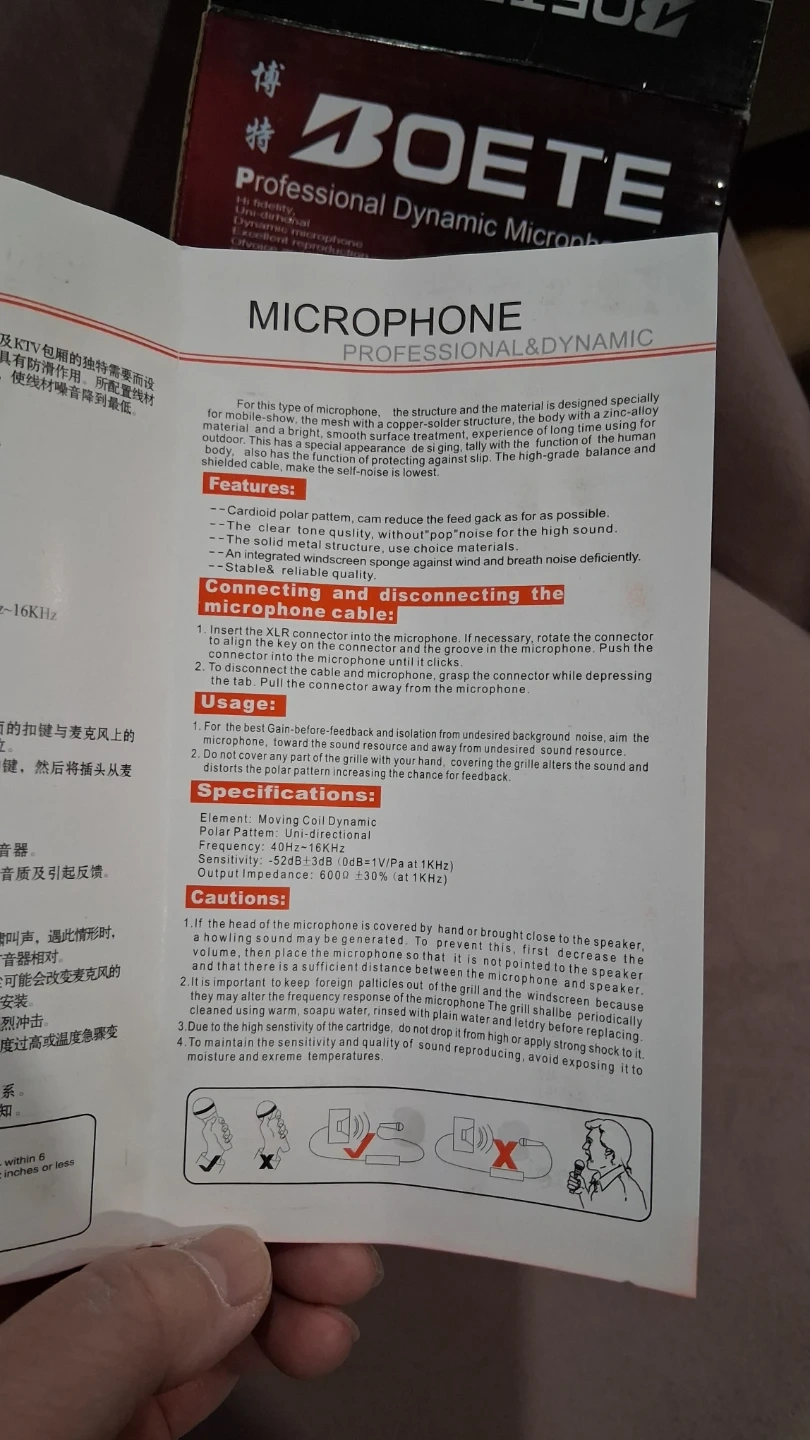 BOETE
博
特
BOETE
Professional Dynamic
Hi fidelity,
Dynamic microphone
Excellent reproduction
及KTV包厢的独特需要而设
具有防滑作用。所配置线材
，使线材噪音降到最低。
~16KHz
的扣键与麦克风上的
键，然后将插头从麦
音器。
音质及引起反馈。
叫声，遇此情形时，
音器相对。
可能会改变麦克风的
安装。
烈冲击。
度过高或温度急骤变
系。
知。
within 6
inches or less
MICROPHONE
PROFESSIONAL&DYNAMIC
For this type of microphone, the structure and the material is designed specially
for mobile-show, the mesh with a copper-solder structure, the body with a zinc-alloy
material and a bright, smooth surface treatment, experience of long time using for
outdoor. This has a special appearance de si ging, tally with the function of the human
body, also has the function of protecting against slip. The high-grade balance and
shielded cable, make the self-noise is lowest.
Features:
--Cardioid polar pattem, cam reduce the feed gack as for as possible.
--The clear tone quslity, without"pop"noise for the high sound.
--The solid metal structure, use choice materials.
--An integrated windscreen sponge against wind and breath noise deficiently.
--Stable& reliable quality.
Connecting and disconnecting the
microphone cable:
1. Insert the XLR connector into the microphone. If necessary, rotate the connector
to align the key on the connector and the groove in the microphone. Push the
connector into the microphone until it clicks.
2. To disconnect the cable and microphone, grasp the connector while depressing
the tab. Pull the connector away from the microphone.
Usage:
1. For the best Gain-before-feedback and isolation from undesired background noise, aim the
microphone, toward the sound resource and away from undesired sound resource.
2. Do not cover any part of the grille with your hand, covering the grille alters the sound and
distorts the polar pattern increasing the chance for feedback.
Specifications:
Element: Moving Coil Dynamic
Polar Pattem: Uni-directional
Frequency: 40Hz~16KHz
Sensitivity: -52dB±3dB (0dB=1V/Pa at 1KHz)
Output Impedance: 600Ω ±30% (at 1KHz)
Cautions:
1.If the head of the microphone is covered by hand or brought close to the speaker,
a howling sound may be generated. To prevent this, first decrease the
volume, then place the microphone so that it is not pointed to the speaker
and that there is a sufficient distance between the microphone and speaker.
2.It is important to keep foreign palticles out of the grill and the windscreen because
they may alter the frequency response of the microphone The grill shallbe periodically
cleaned using warm, soapu water, rinsed with plain water and letdry before replacing.
3.Due to the high senstivity of the cartridge, do not drop it from high or apply strong shock to it.
4.To maintain the sensitivity and quality of sound reproducing, avoid exposing it to
moisture and exreme temperatures.